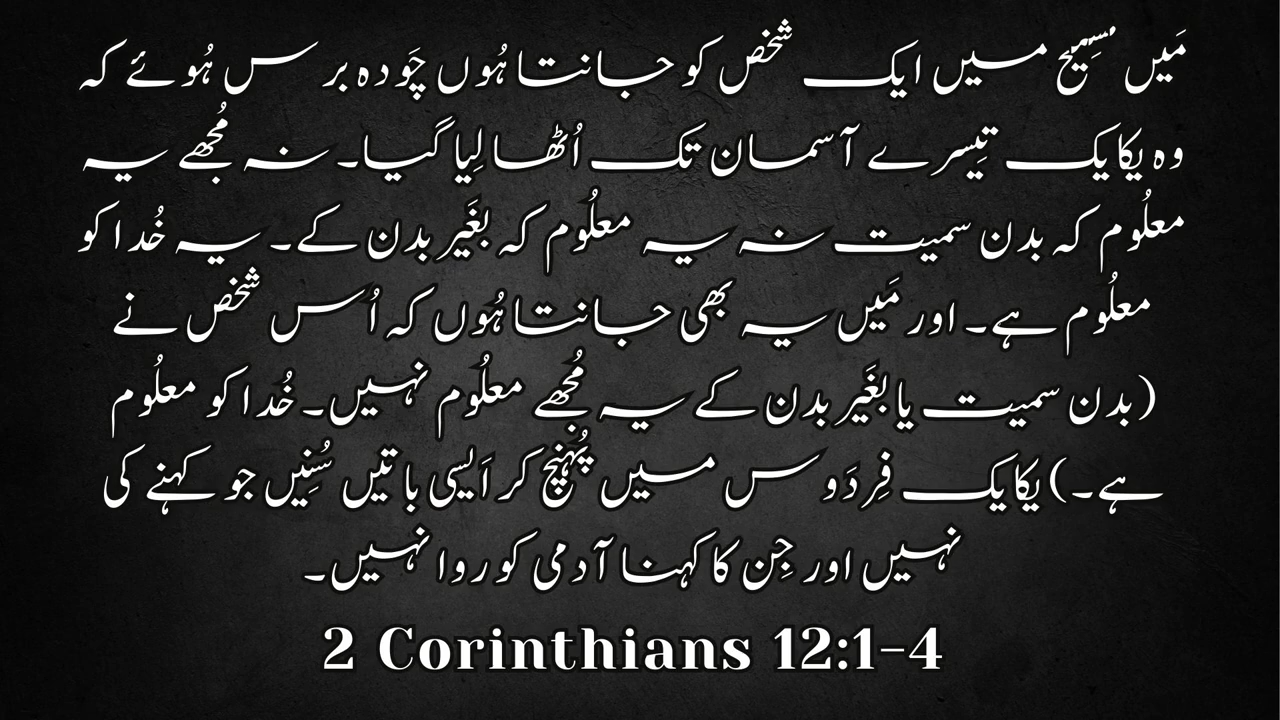 مَیں مسِیح میں ایک شخص کو جانتا ہُوں چَودہ برس ہوئے کہ
وہ یکایک تِیسرے آسمان تک اُٹھا لِیا گیا۔ نہ مُجھے یہ
معلُوم کہ بدن سمیت نہ یہ معلُوم کہ بغَیر بدن کے۔ یہ خُدا کو
معلُوم ہے۔ اور مَیں یہ بھی جانتا ہُوں کہ اُس شخص نے
(بدن سمیت یا بغَیر بدن کے یہ مُجھے معلُوم نہیں۔ خُدا کو معلُوم
ہے۔) یکایک فِردَوس میں پُہنچ کر اَیسی باتیں سُنِیں جو کہنے کی
نہیں اور جِن کا کہنا آدمی کو روا نہیں۔
2 Corinthians 12:1-4